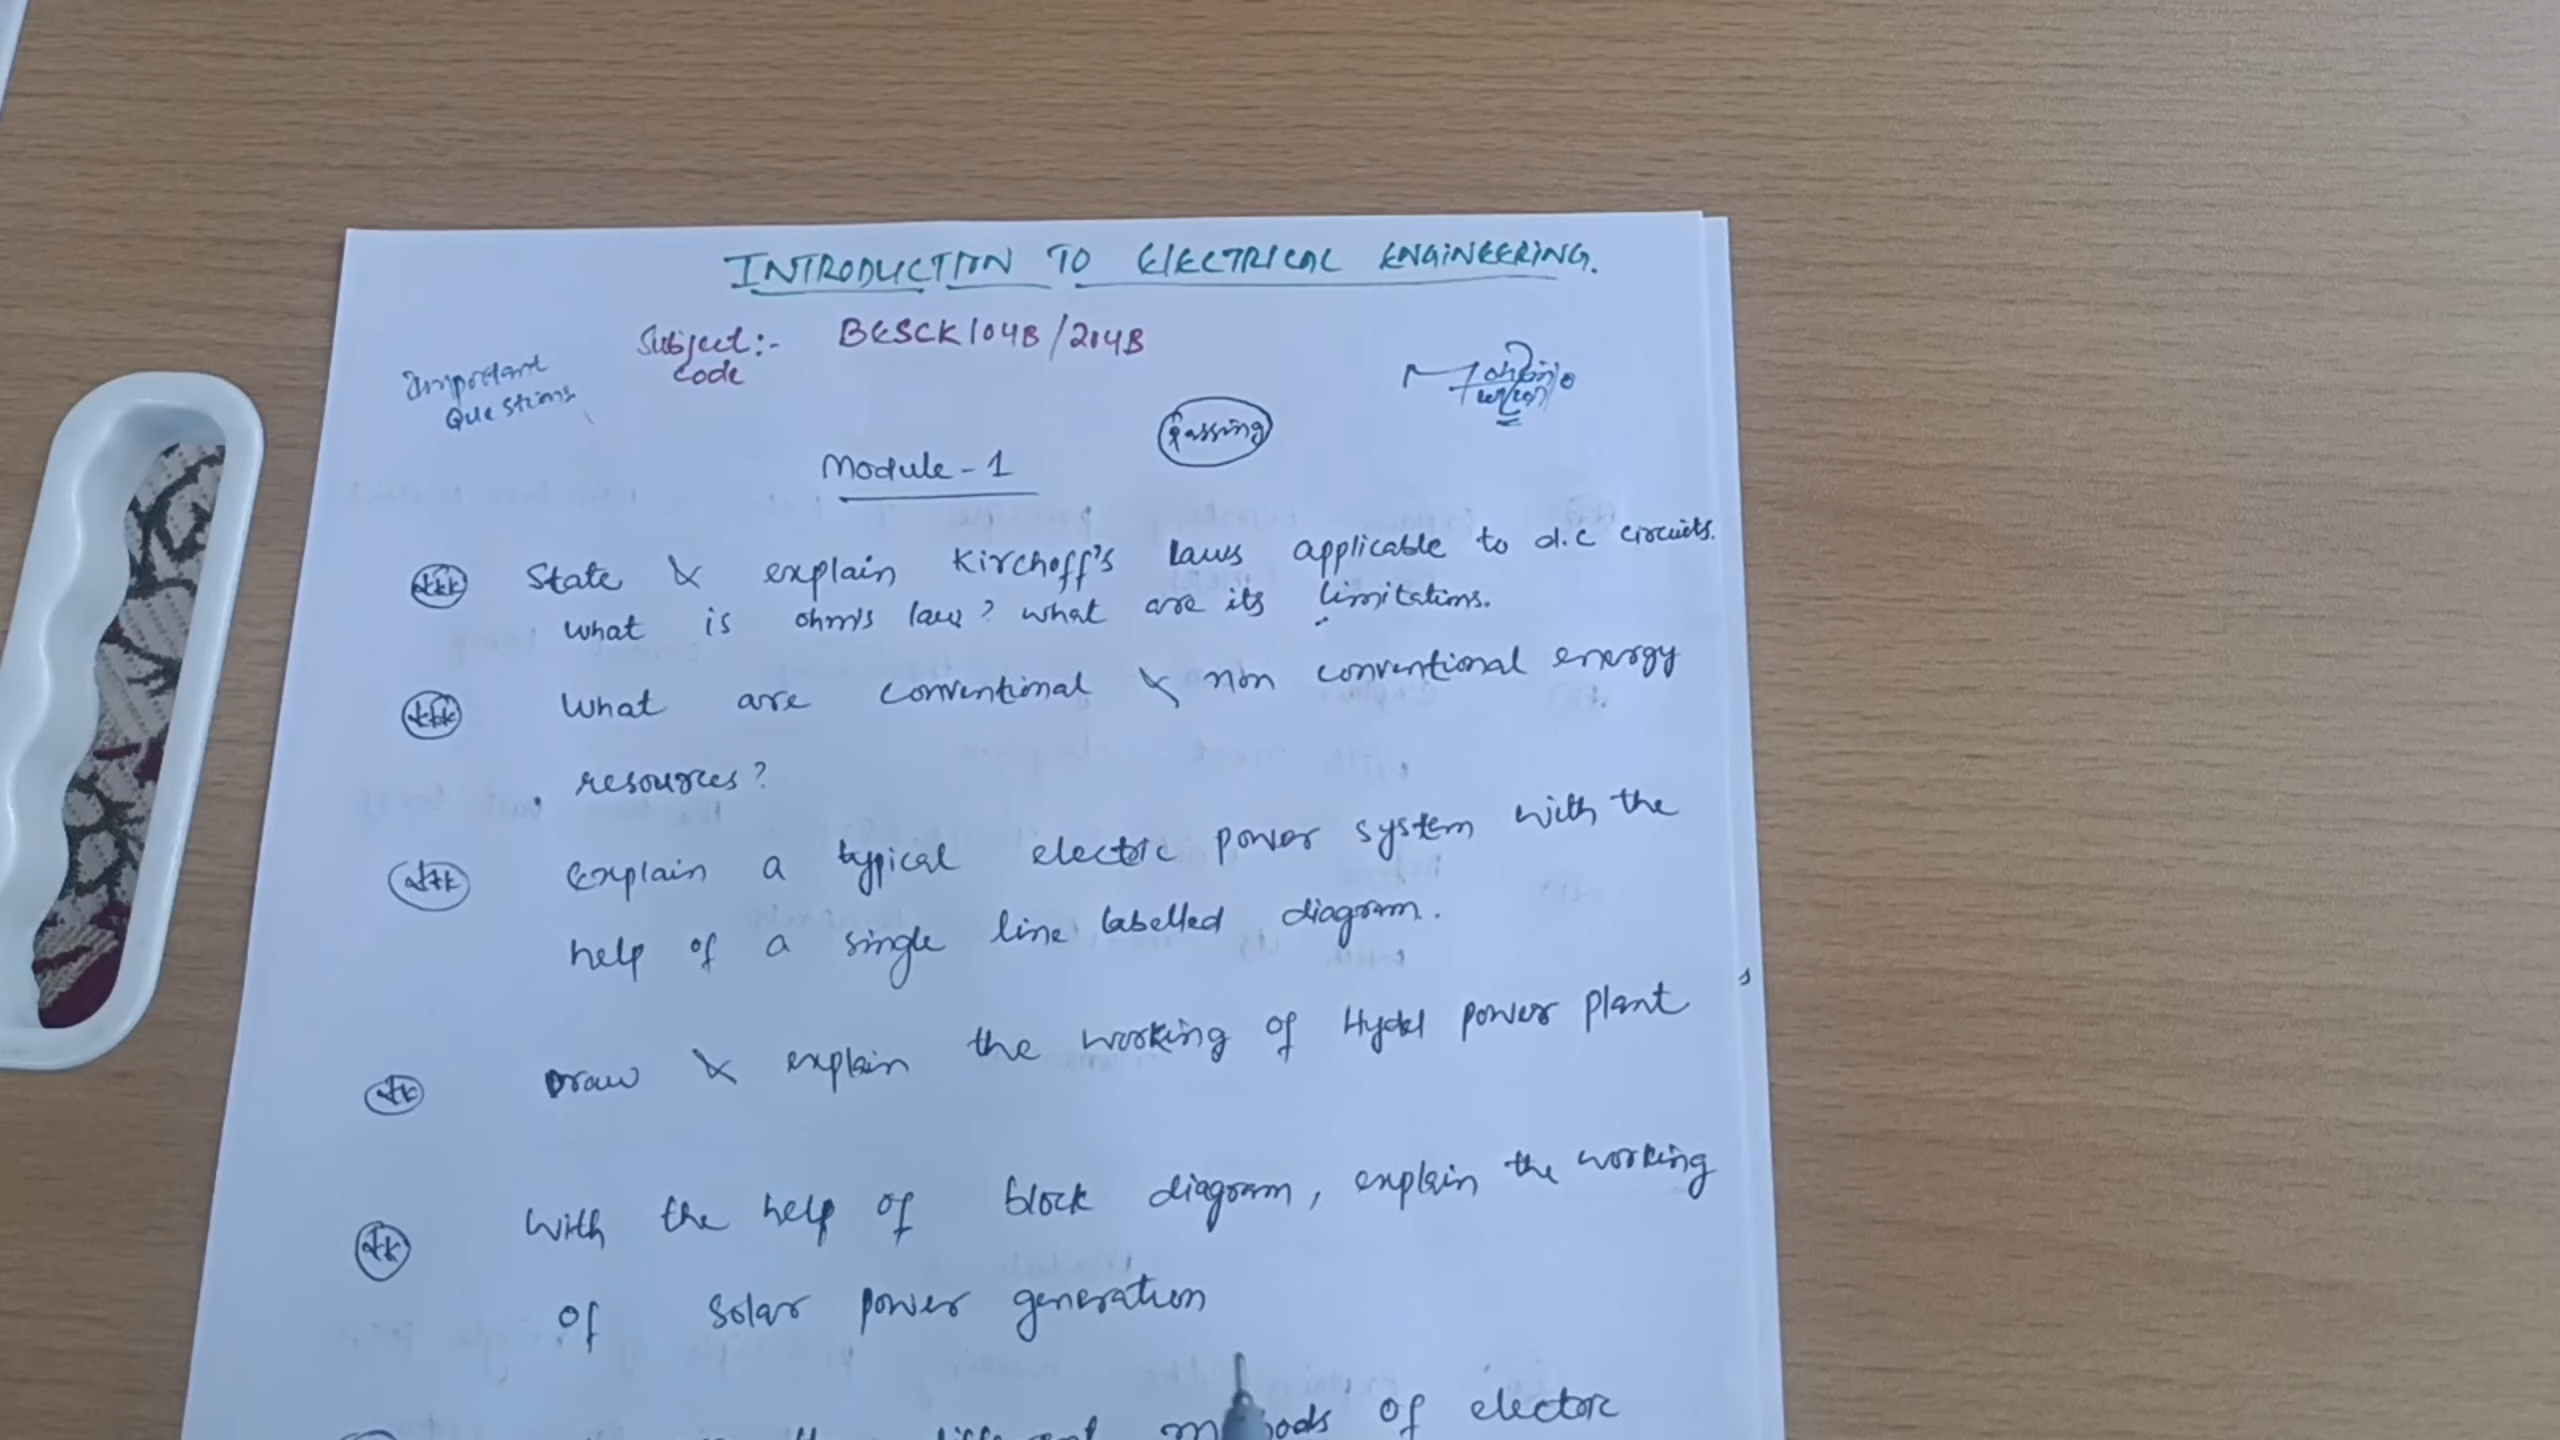 INTRODUCTION TO ELECTRICAL ENGINEERING.
Subject:- BESCK104B/204B
Code
Important
Questions
Passing
Module-1
State & explain Kirchoff's laws applicable to d.c circuits.
what is ohm's law? what are its limitations.
What are conventional & non conventional energy
resources?
Explain a typical electric power system with the
help of a single line labelled diagram.
Draw & explain the working of Hydel power plant
With the help of block diagram, explain the working
of solar power generation
different of electric